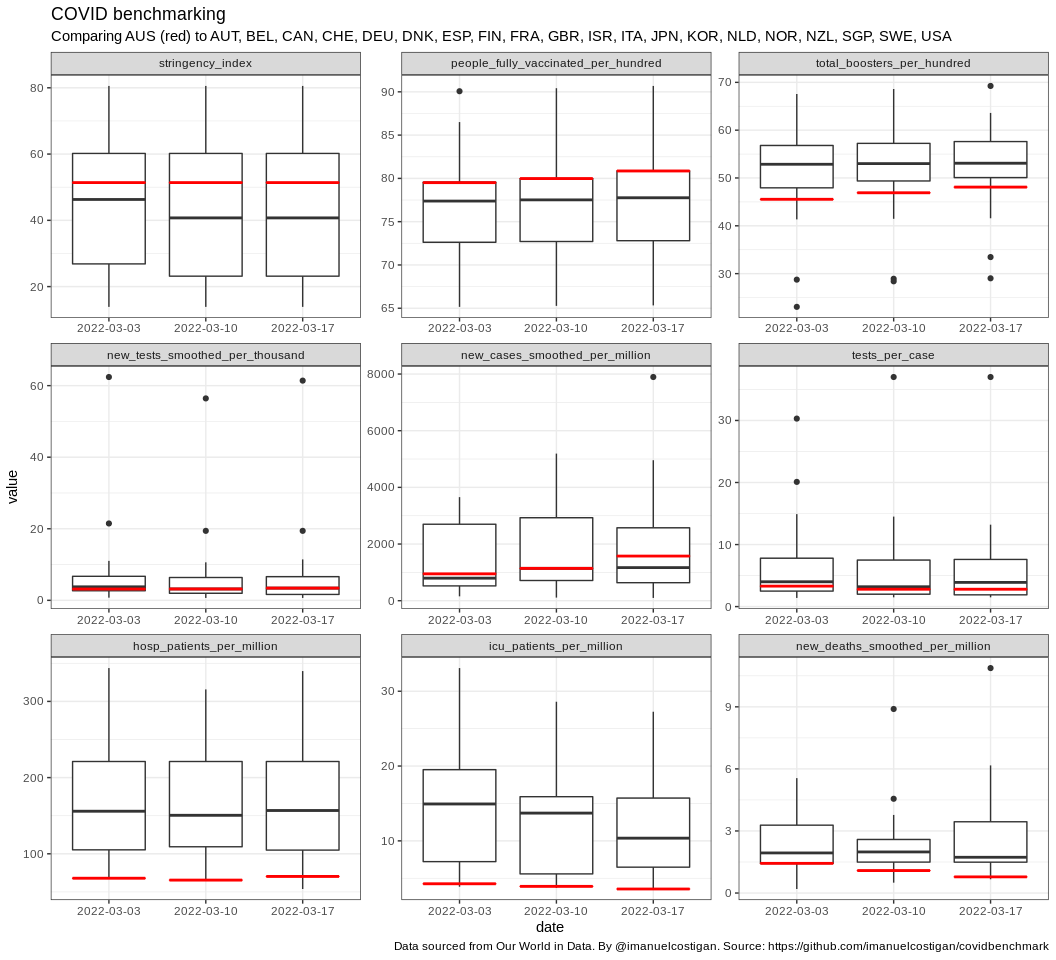 COVID benchmarking
Comparing AUS (red) to AUT, BEL, CAN, CHE, DEU, DNK, ESP, FIN, FRA, GBR, ISR, ITA, JPN, KOR, NLD, NOR, NZL, SGP, SWE, USA
stringency_index
80
60
40
20
2022-03-03 2022-03-10 2022-03-17
people_fully_vaccinated_per_hundred
90
85
80
75
70
65
2022-03-03 2022-03-10 2022-03-17
total_boosters_per_hundred
70
60
50
40
30
2022-03-03 2022-03-10 2022-03-17
value
new_tests_smoothed_per_thousand
60
40
20
0
2022-03-03 2022-03-10 2022-03-17
new_cases_smoothed_per_million
8000
6000
4000
2000
0
2022-03-03 2022-03-10 2022-03-17
tests_per_case
30
20
10
0
2022-03-03 2022-03-10 2022-03-17
hosp_patients_per_million
300
200
100
2022-03-03 2022-03-10 2022-03-17
icu_patients_per_million
30
20
10
2022-03-03 2022-03-10 2022-03-17
new_deaths_smoothed_per_million
9
6
3
0
2022-03-03 2022-03-10 2022-03-17
date
Data sourced from Our World in Data. By @imanuelcostigan. Source: https://github.com/imanuelcostigan/covidbenchmark